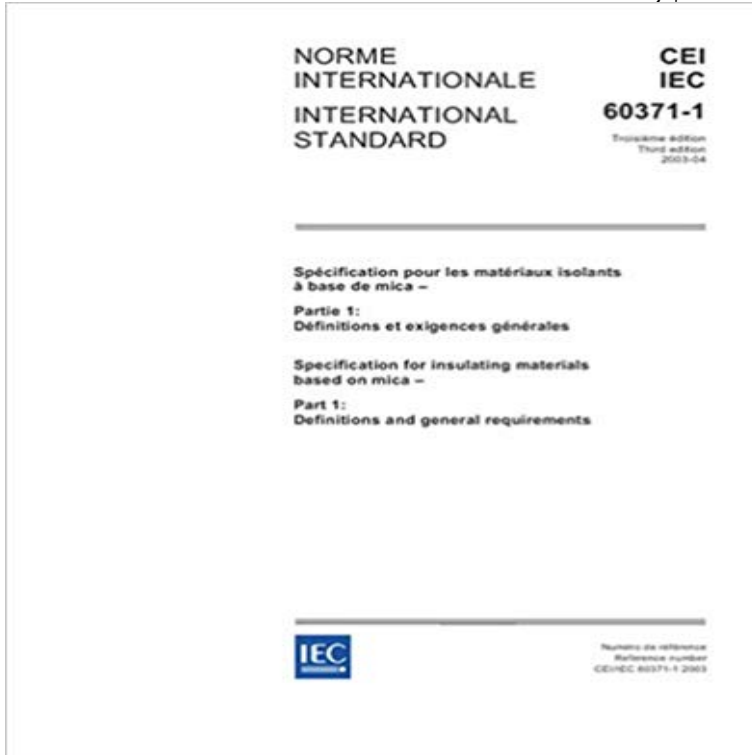 NORME
INTERNATIONALE
INTERNATIONAL
STANDARD
CEI
IEC
60371-1
Troisième édition
Third edition
2003-04
Spécification pour les matériaux isolants
à base de mica –
Partie 1:
Définitions et exigences générales
Specification for insulating materials
based on mica –
Part 1:
Definitions and general requirements
IEC
Numéro de référence
Reference number
CEI/IEC 60371-1:2003